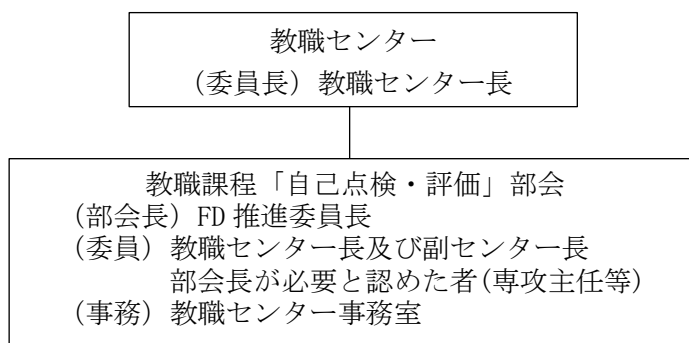 教職センター
(委員長) 教職センター長
教職課程「自己点検・評価」部会
(部会長) FD 推進委員長
(委員) 教職センター長及び副センター長
部会長が必要と認めた者(専攻主任等)
(事務) 教職センター事務室